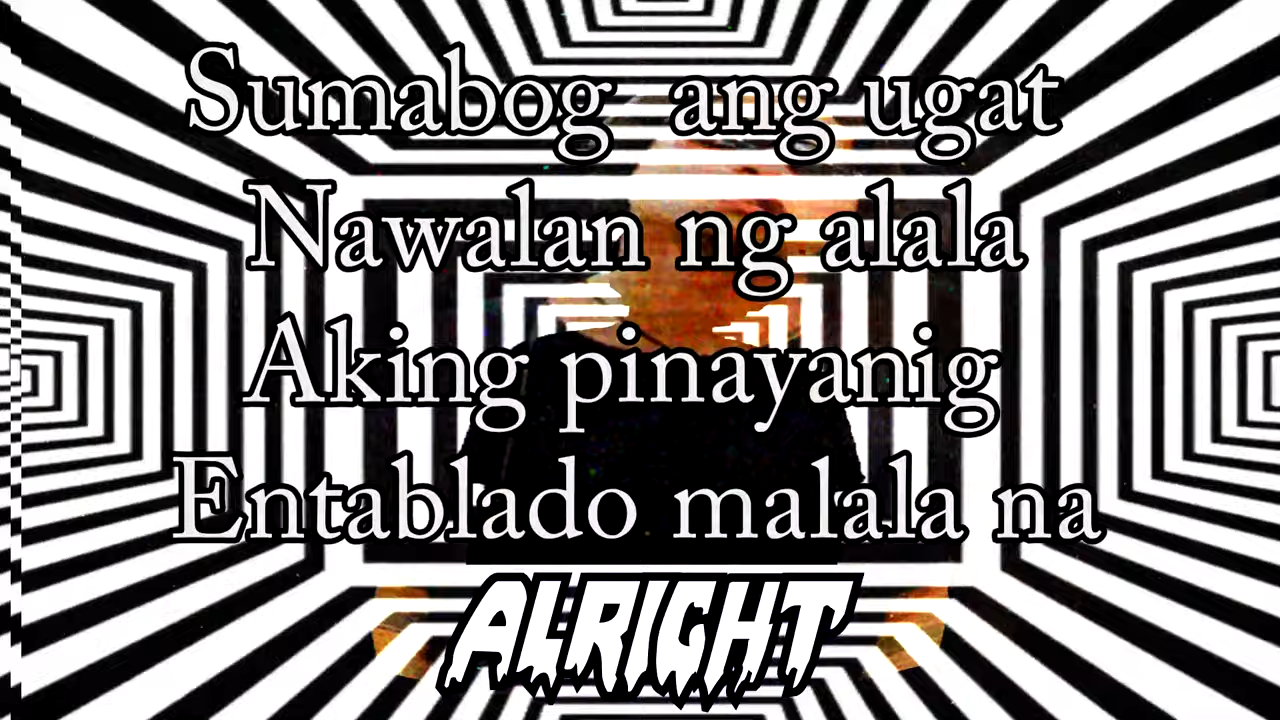 Sumabog ang ugat
Nawalan ng alala
Aking pinayanig
Entablado malala na
ALRIGHT